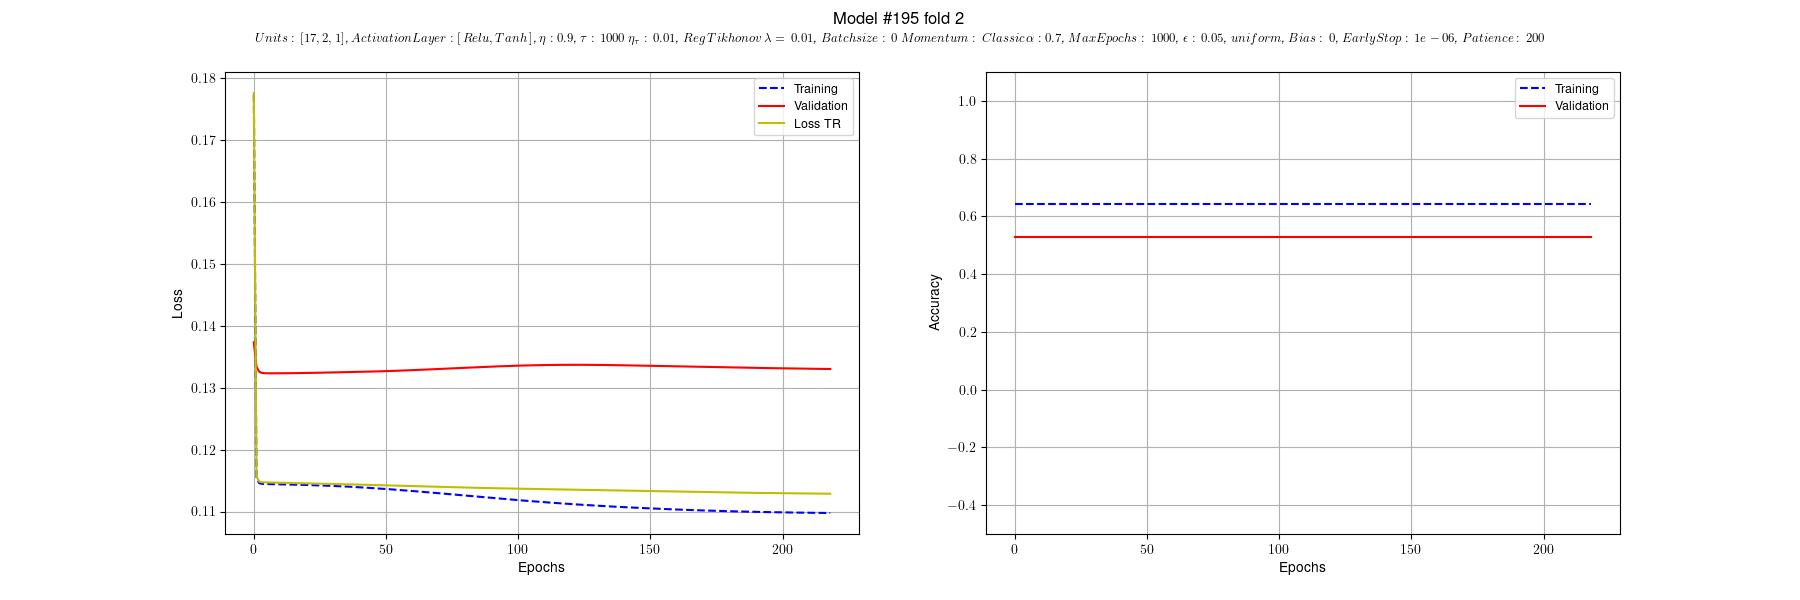 Model #195 fold 2
Units : [17, 2, 1], ActivationLayer : [ Relu, Tanh], η : 0.9, τ : 1000 ητ : 0.01, RegTikhonov λ = 0.01, Batchsize : 0 Momentum : Classic α : 0.7, MaxEpochs : 1000, ϵ : 0.05, uniform, Bias : 0, EarlyStop : 1e − 06, Patience : 200
0.18
0.17
0.16
0.15
0.14
0.13
0.12
0.11
Loss
0
50
100
150
200
Epochs
Training
Validation
Loss TR
1.0
0.8
0.6
0.4
0.2
0.0
−0.2
−0.4
Accuracy
0
50
100
150
200
Epochs
Training
Validation